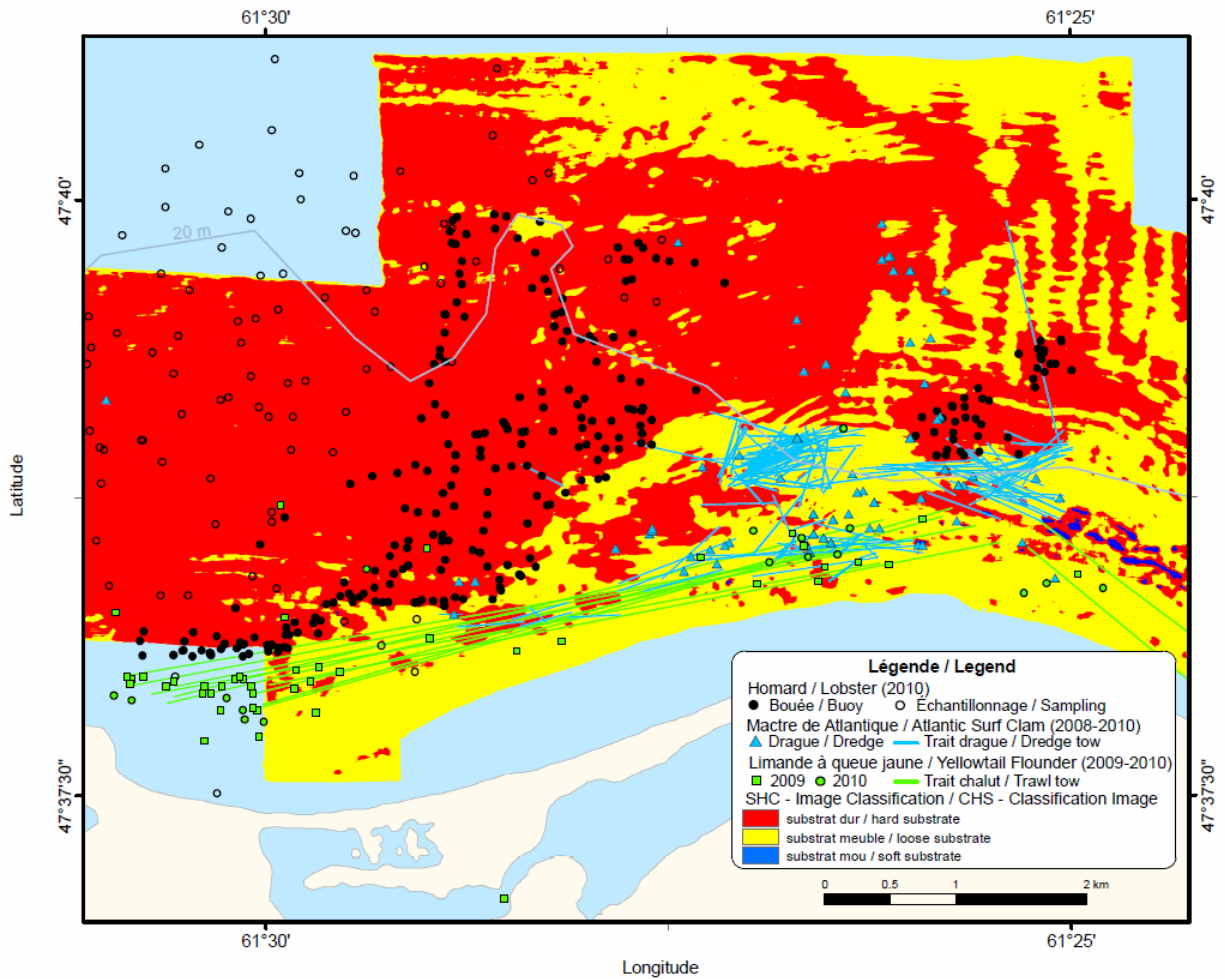 61°30'
61°25'
47°40'
47°40'
20 m
Latitude
47°37'30"
47°37'30"
Légende / Legend
Homard / Lobster (2010)
Bouée / Buoy
Échantillonnage / Sampling
Mactre de Atlantique / Atlantic Surf Clam (2008-2010)
Drague / Dredge
Trait drague / Dredge tow
Limande à queue jaune / Yellowtail Flounder (2009-2010)
2009
2010
Trait chalut / Trawl tow
SHC - Image Classification / CHS - Classification Image
substrat dur / hard substrate
substrat meuble / loose substrate
substrat mou / soft substrate
0 0.5 1 2 km
61°30'
61°25'
Longitude